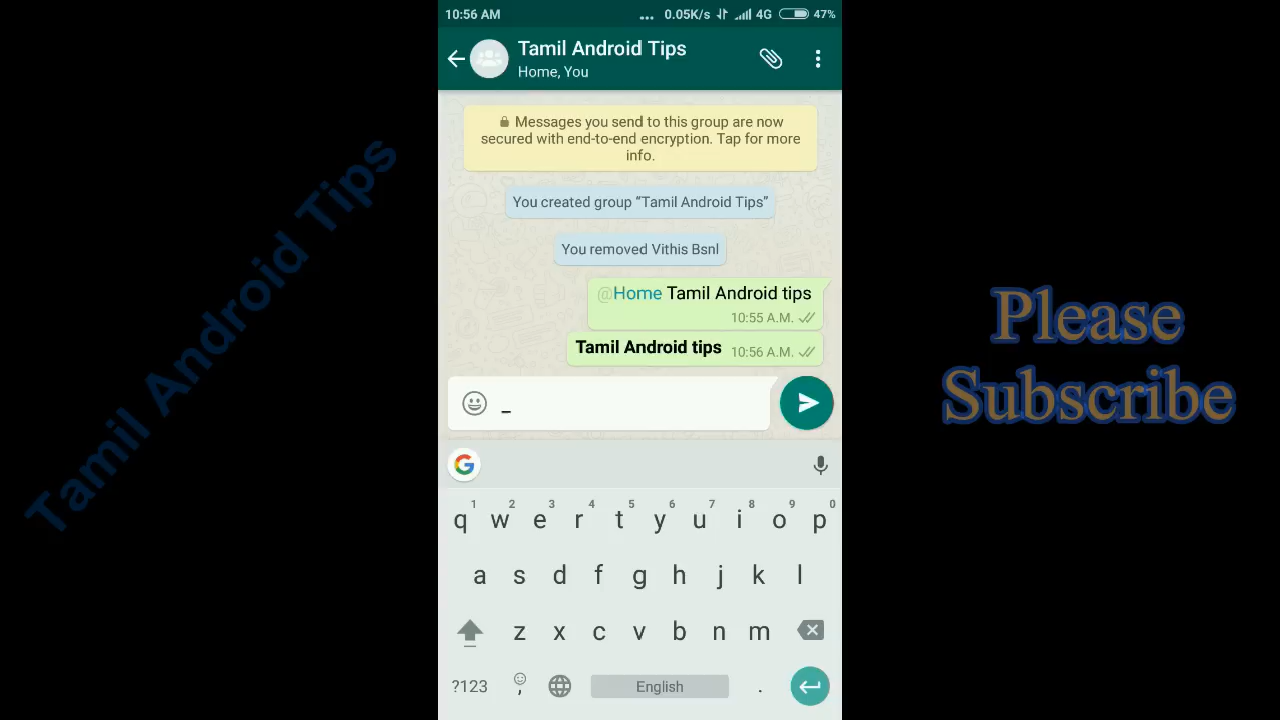 10:56 AM ... 0.05K/s 4G 47%
Tamil Android Tips
Home, You
Messages you send to this group are now
secured with end-to-end encryption. Tap for more
info.
You created group “Tamil Android Tips”
You removed Vithis Bsnl
@Home Tamil Android tips
10:55 A.M.
Tamil Android tips 10:56 A.M.
_
G
1 2 3 4 5 6 7 8 9 0
q w e r t y u i o p
a s d f g h j k l
z x c v b n m
?123 , English .
Tamil Android Tips
Please
Subscribe